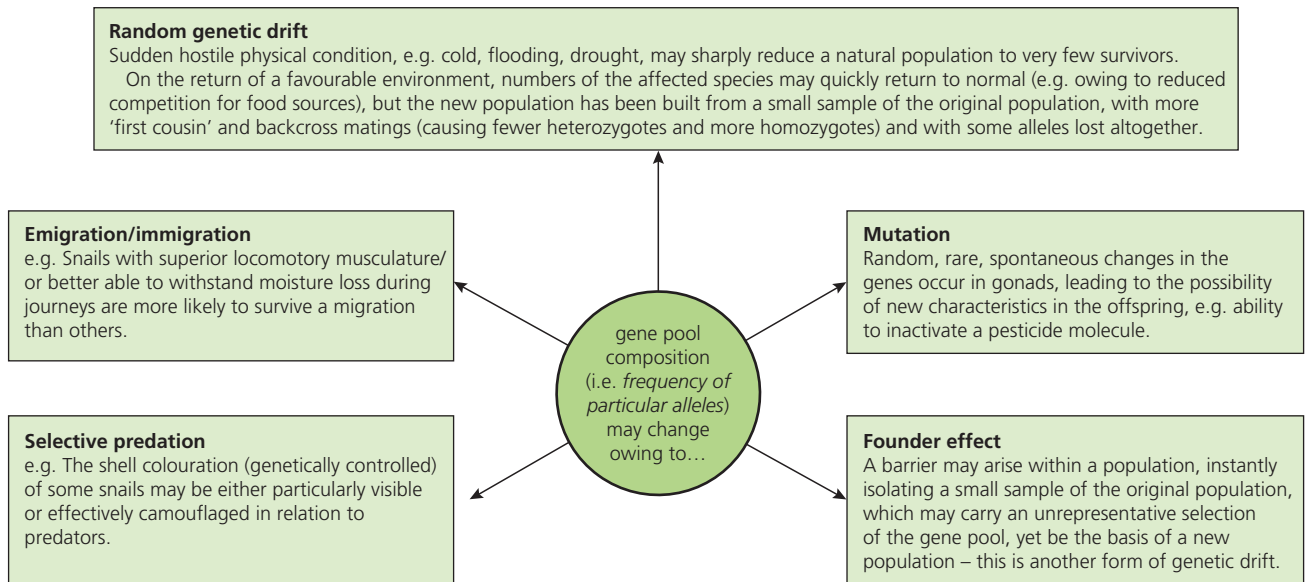 Random genetic drift
Sudden hostile physical condition, e.g. cold, flooding, drought, may sharply reduce a natural population to very few survivors.
On the return of a favourable environment, numbers of the affected species may quickly return to normal (e.g. owing to reduced
competition for food sources), but the new population has been built from a small sample of the original population, with more
‘first cousin’ and backcross matings (causing fewer heterozygotes and more homozygotes) and with some alleles lost altogether.
Emigration/immigration
e.g. Snails with superior locomotory musculature/
or better able to withstand moisture loss during
journeys are more likely to survive a migration
than others.
Mutation
Random, rare, spontaneous changes in the
genes occur in gonads, leading to the possibility
of new characteristics in the offspring, e.g. ability
to inactivate a pesticide molecule.
gene pool
composition
(i.e. frequency of
particular alleles)
may change
owing to…
Selective predation
e.g. The shell colouration (genetically controlled)
of some snails may be either particularly visible
or effectively camouflaged in relation to
predators.
Founder effect
A barrier may arise within a population, instantly
isolating a small sample of the original population,
which may carry an unrepresentative selection
of the gene pool, yet be the basis of a new
population – this is another form of genetic drift.